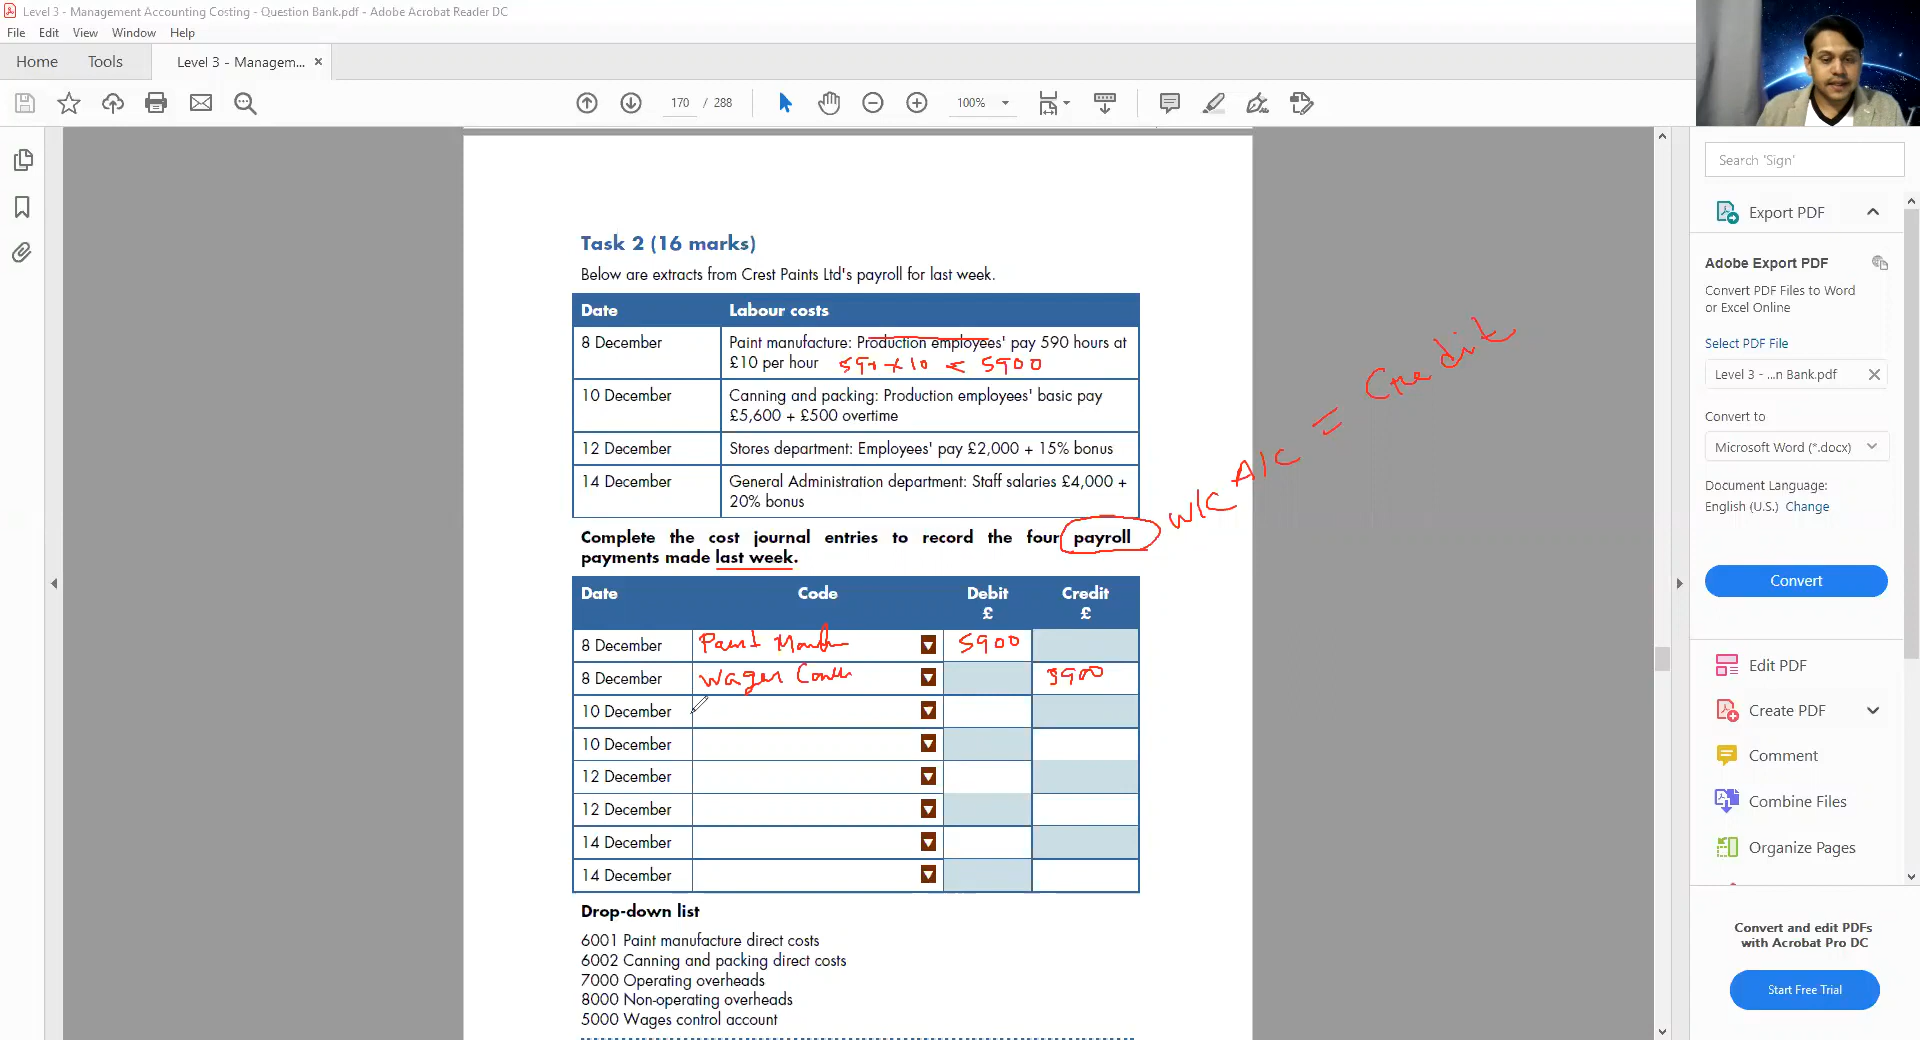 Level 3 - Management Accounting Costing - Question Bank.pdf - Adobe Acrobat Reader DC
File Edit View Window Help
Home Tools Level 3 - Managem... ×
170 / 288 100%
Search 'Sign'
Export PDF
Adobe Export PDF
Convert PDF Files to Word
or Excel Online
Select PDF File
Level 3 - ...n Bank.pdf
Convert to
Microsoft Word (*.docx)
Document Language:
English (U.S.) Change
Convert
Edit PDF
Create PDF
Comment
Combine Files
Organize Pages
Convert and edit PDFs
with Acrobat Pro DC
Start Free Trial
Task 2 (16 marks)
Below are extracts from Crest Paints Ltd's payroll for last week.
Date Labour costs
8 December Paint manufacture: Production employees' pay 590 hours at
£10 per hour 590 × 10 = 5900
10 December Canning and packing: Production employees' basic pay
£5,600 + £500 overtime
12 December Stores department: Employees' pay £2,000 + 15% bonus
14 December General Administration department: Staff salaries £4,000 +
20% bonus
W/C A/C = Credit
Complete the cost journal entries to record the four payroll
payments made last week.
Date Code Debit Credit
£ £
8 December Paint 5900
8 December Wages 5900
10 December
10 December
12 December
12 December
14 December
14 December
Drop-down list
6001 Paint manufacture direct costs
6002 Canning and packing direct costs
7000 Operating overheads
8000 Non-operating overheads
5000 Wages control account